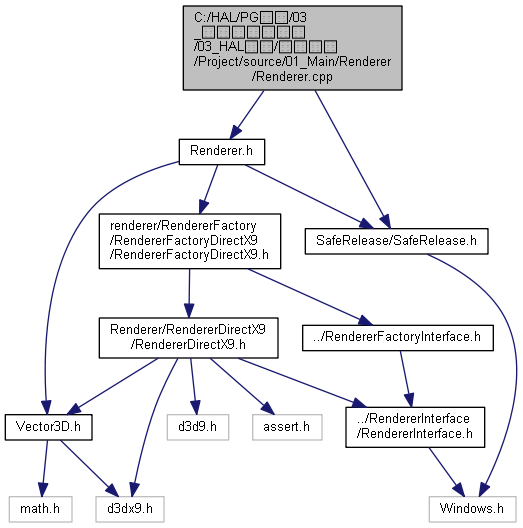 C:/HAL/PG/03
_
/03_HAL/
/Project/source/01_Main/Renderer
/Renderer.cpp
Renderer.h
renderer/RendererFactory
/RendererFactoryDirectX9
/RendererFactoryDirectX9.h
SafeRelease/SafeRelease.h
Renderer/RendererDirectX9
/RendererDirectX9.h
../RendererFactoryInterface.h
Vector3D.h
d3d9.h
assert.h
../RendererInterface
/RendererInterface.h
math.h
d3dx9.h
Windows.h